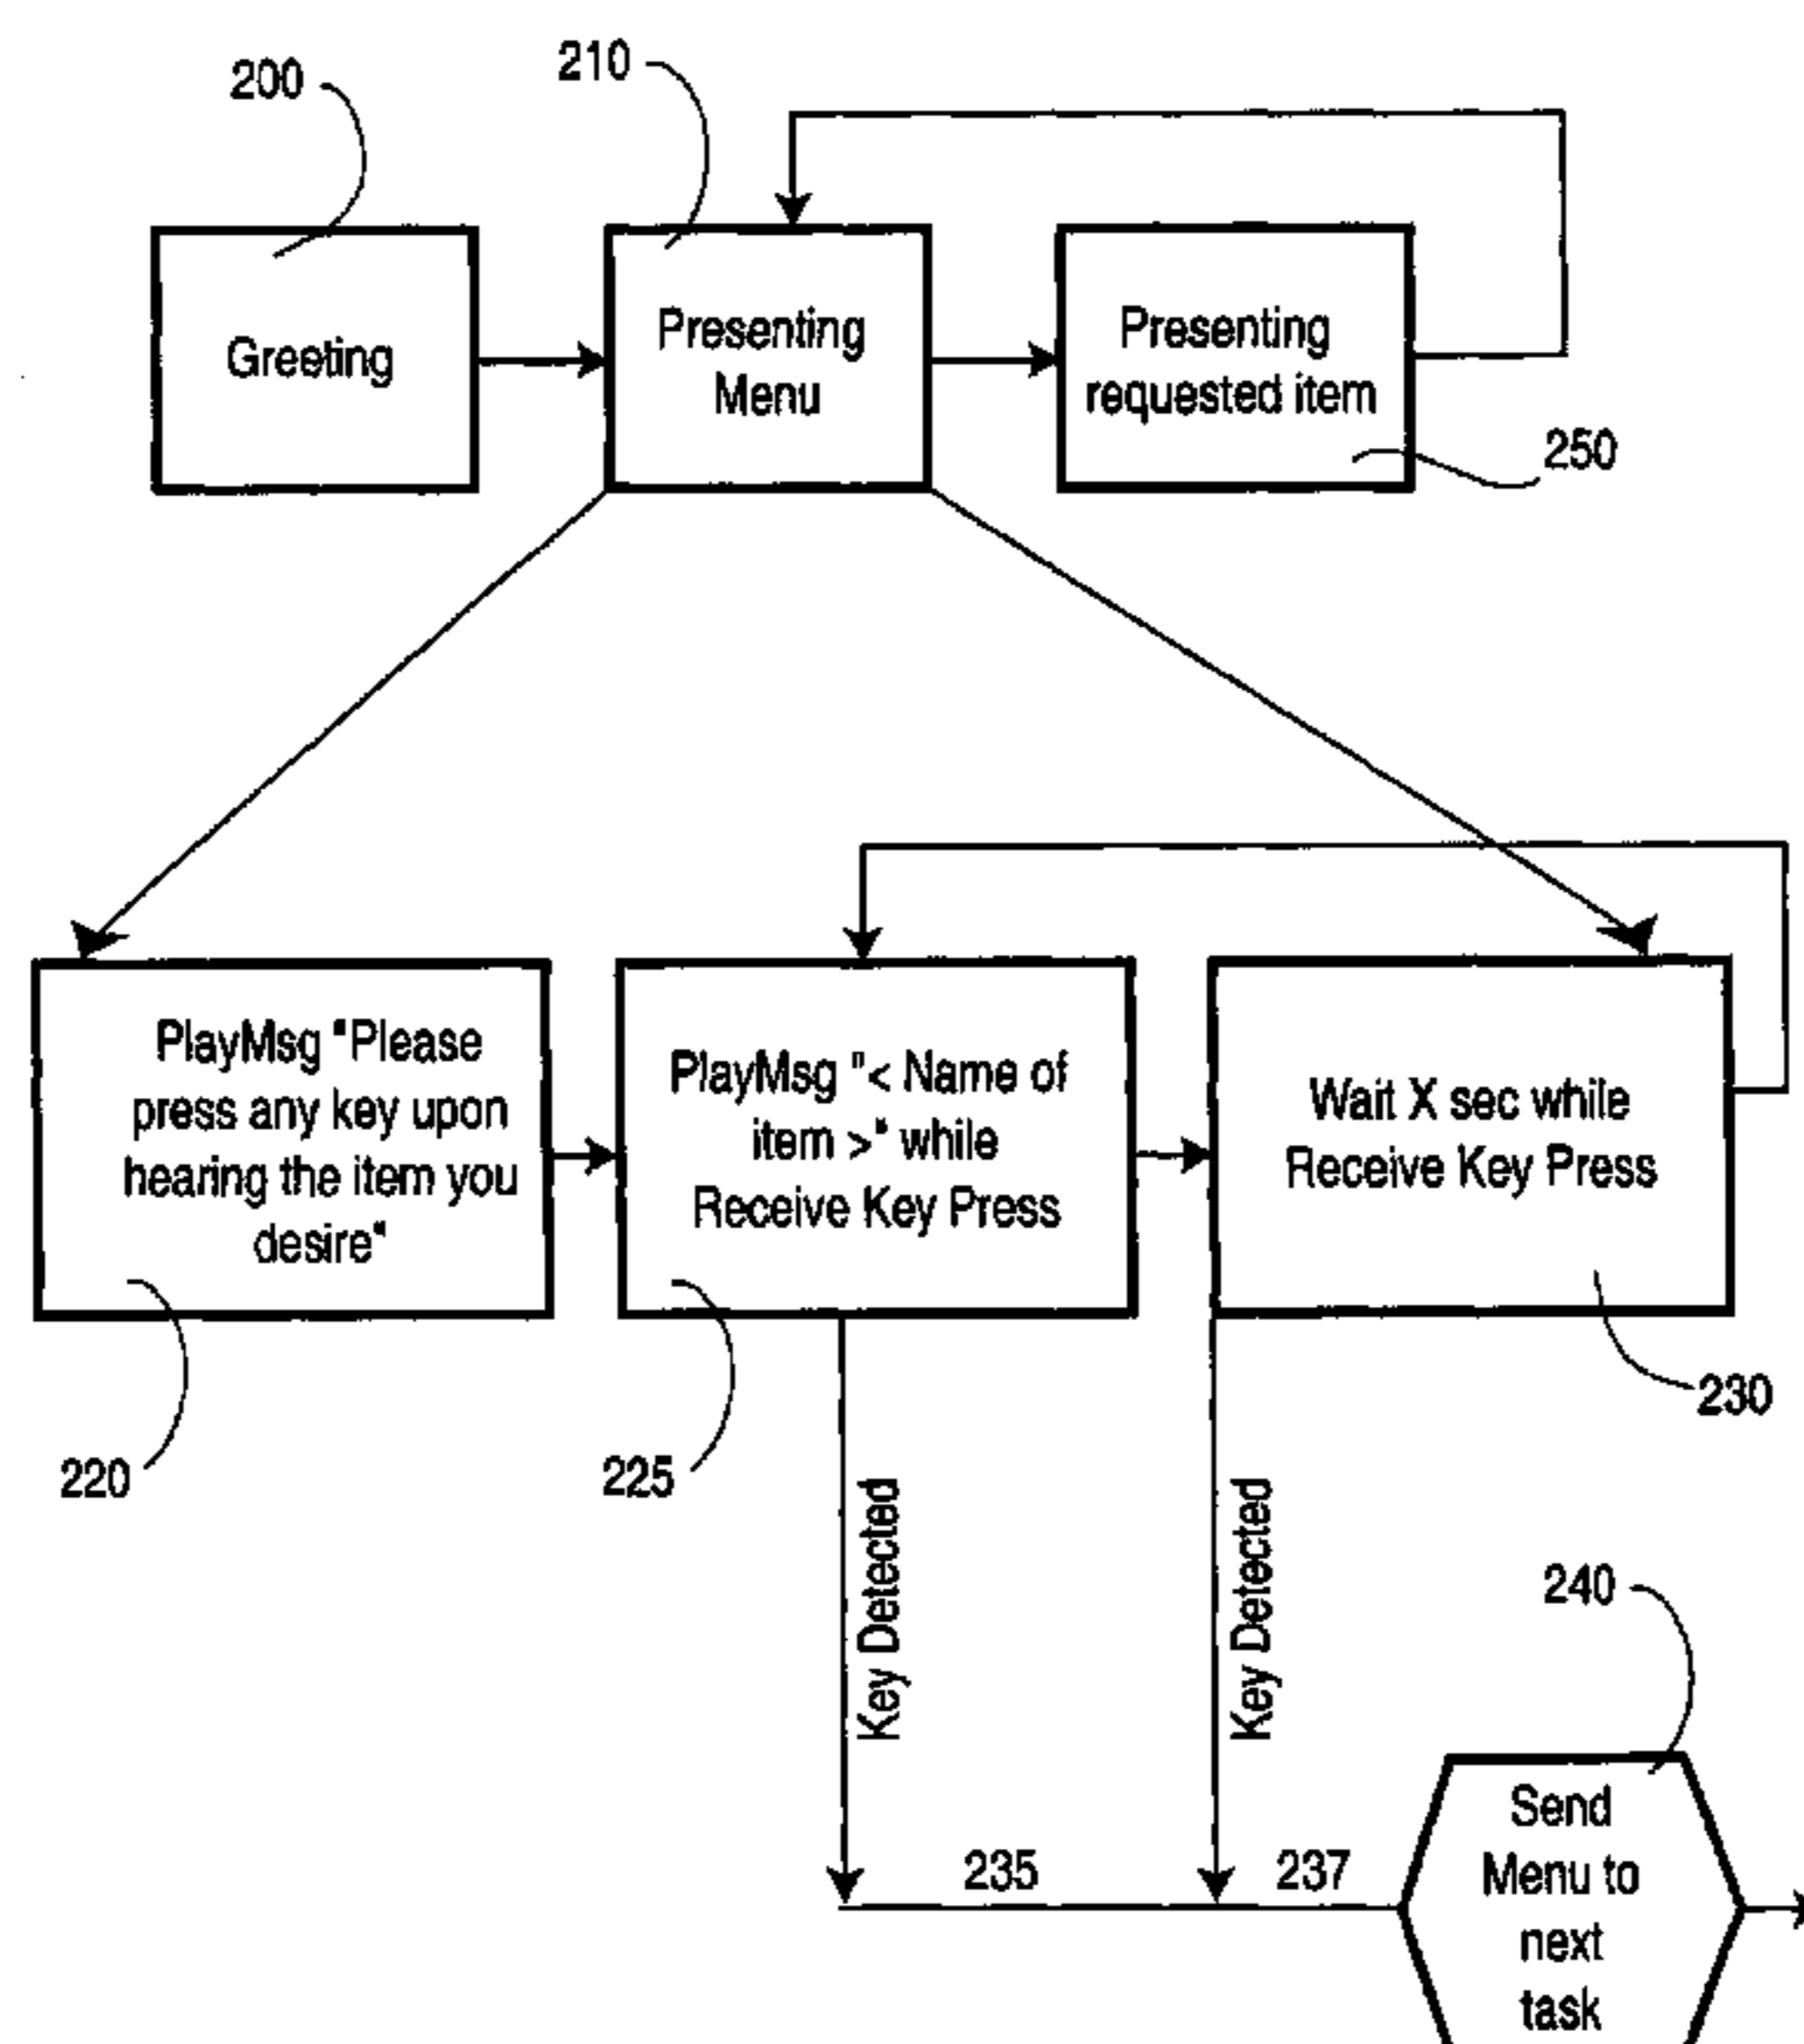 200
210
Greeting
Presenting
Menu
Presenting
requested item
250
PlayMsg "Please
press any key upon
hearing the item you
desire"
PlayMsg "< Name of
item >" while
Receive Key Press
Wait X sec while
Receive Key Press
220
225
230
Key Detected
Key Detected
240
235
237
Send
Menu to
next
task